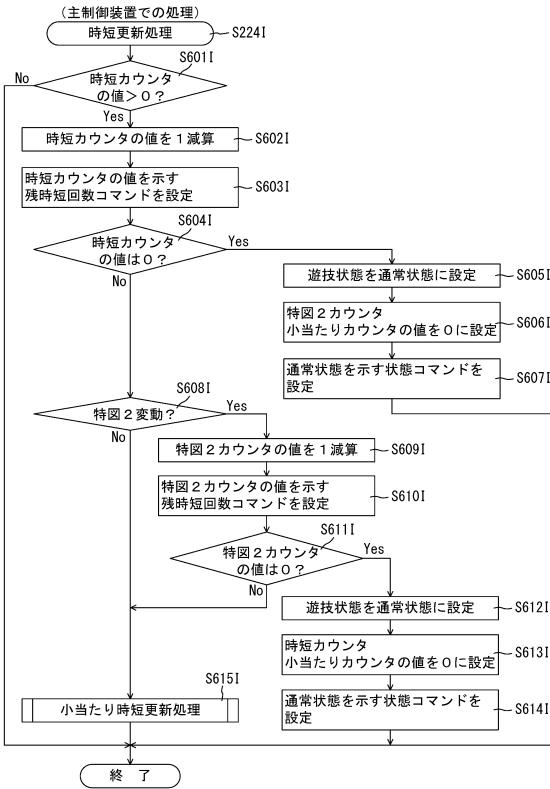 (主制御装置での処理)
時短更新処理
S224I
S601I
時短カウンタ
の値>0?
No
Yes
時短カウンタの値を1減算
S602I
時短カウンタの値を示す
残時短回数コマンドを設定
S603I
S604I
時短カウンタ
の値は0?
Yes
No
遊技状態を通常状態に設定
S605I
特図2カウンタ
小当たりカウンタの値を0に設定
S606I
通常状態を示す状態コマンドを
設定
S607I
S608I
特図2変動?
Yes
No
特図2カウンタの値を1減算
S609I
特図2カウンタの値を示す
残時短回数コマンドを設定
S610I
S611I
特図2カウンタ
の値は0?
Yes
No
遊技状態を通常状態に設定
S612I
時短カウンタ
小当たりカウンタの値を0に設定
S613I
通常状態を示す状態コマンドを
設定
S614I
S615I
小当たり時短更新処理
終 了